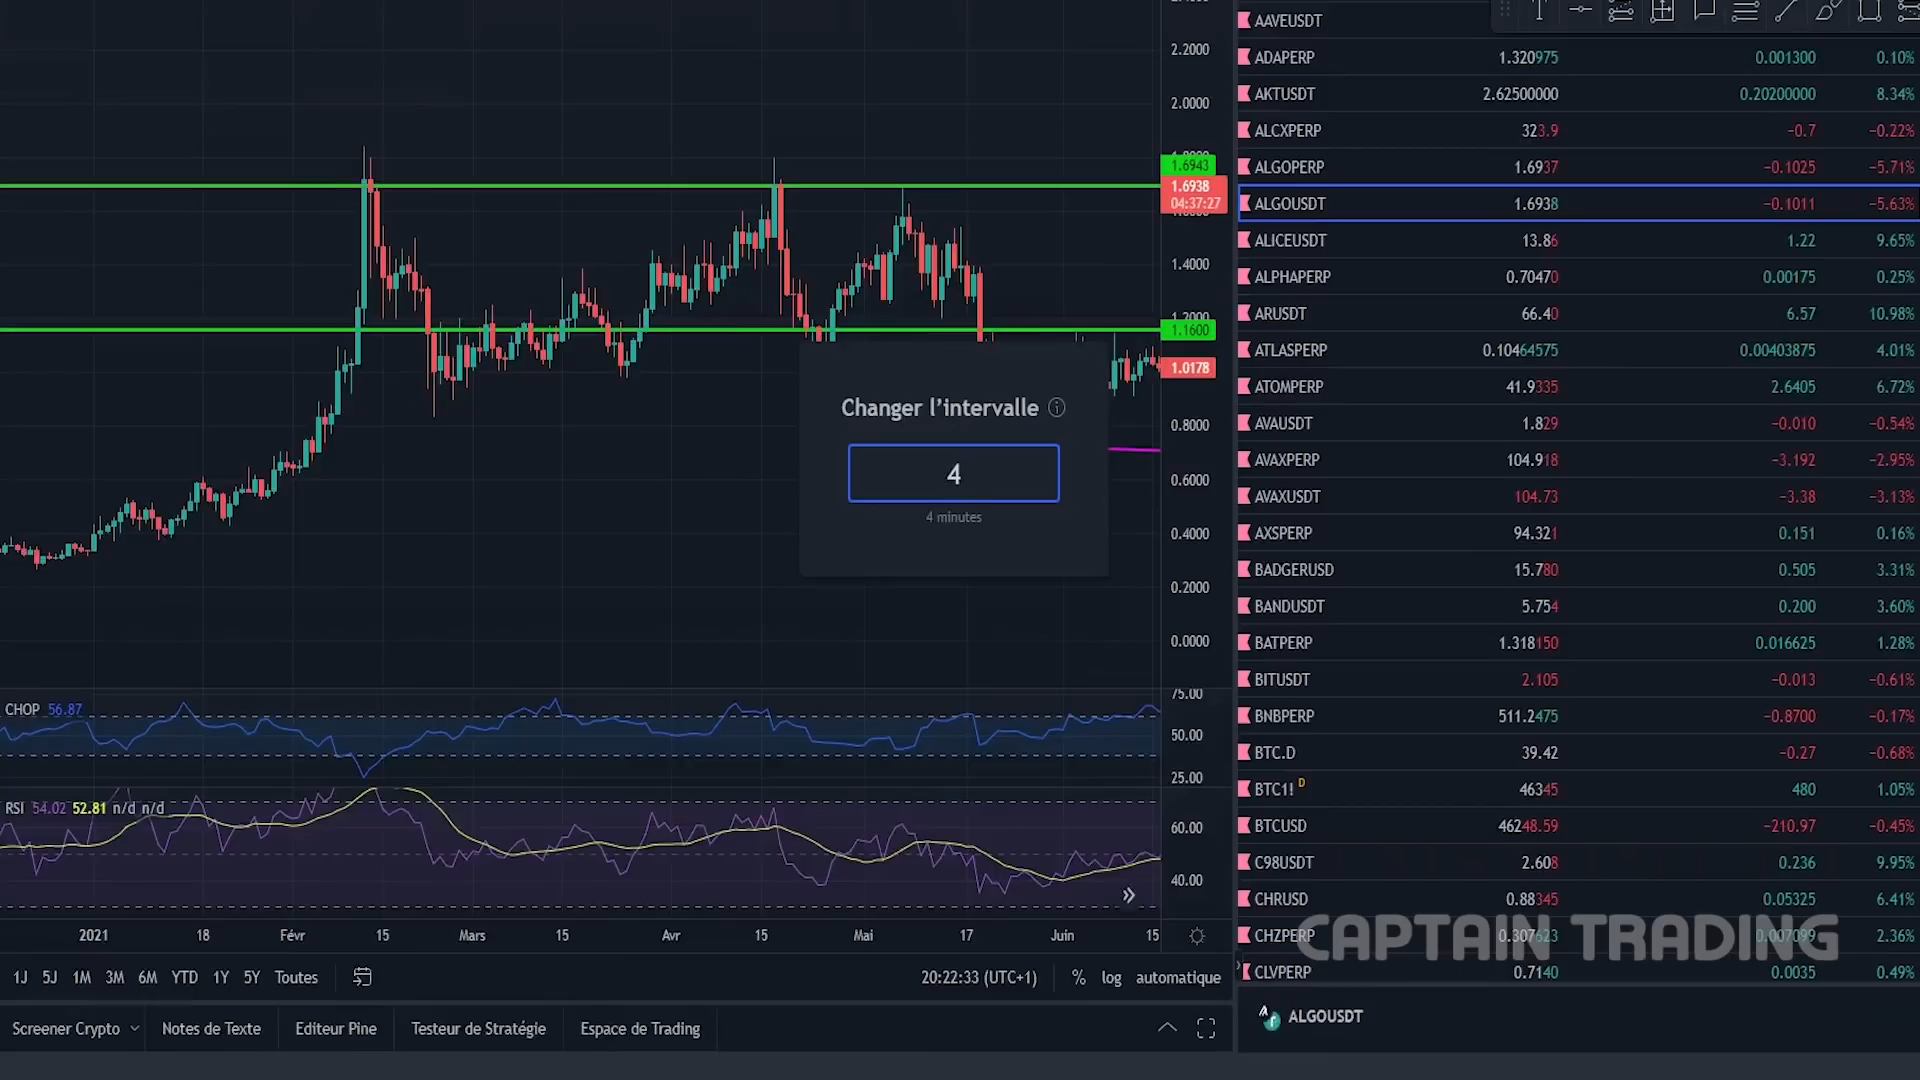 2.2000
2.0000
1.6943
1.6938
04:37:27
1.4000
1.2000
1.1600
1.0178
0.8000
0.6000
0.4000
0.2000
0.0000
Changer l'intervalle
4
4 minutes
CHOP 56.87
75.00
50.00
25.00
RSI 54.02 52.81 n/d n/d
60.00
40.00
2021 18 Févr 15 Mars 15 Avr 15 Mai 17 Juin 15
1J 5J 1M 3M 6M YTD 1Y 5Y Toutes
20:22:33 (UTC+1) % log automatique
Screener Crypto Notes de Texte Editeur Pine Testeur de Stratégie Espace de Trading
AAVEUSDT
ADAPERP 1.320975 0.001300 0.10%
AKTUSDT 2.62500000 0.20200000 8.34%
ALCXPERP 323.9 −0.7 −0.22%
ALGOPERP 1.6937 −0.1025 −5.71%
ALGOUSDT 1.6938 −0.1011 −5.63%
ALICEUSDT 13.86 1.22 9.65%
ALPHAPERP 0.70470 0.00175 0.25%
ARUSDT 66.40 6.57 10.98%
ATLASPERP 0.10464575 0.00403875 4.01%
ATOMPERP 41.9335 2.6405 6.72%
AVAUSDT 1.829 −0.010 −0.54%
AVAXPERP 104.918 −3.192 −2.95%
AVAXUSDT 104.73 −3.38 −3.13%
AXSPERP 94.321 0.151 0.16%
BADGERUSD 15.780 0.505 3.31%
BANDUSDT 5.754 0.200 3.60%
BATPERP 1.318150 0.016625 1.28%
BITUSDT 2.105 −0.013 −0.61%
BNBPERP 511.2475 −0.8700 −0.17%
BTC.D 39.42 −0.27 −0.68%
BTC1! D 46345 480 1.05%
BTCUSD 46248.59 −210.97 −0.45%
C98USDT 2.608 0.236 9.95%
CHRUSD 0.88345 0.05325 6.41%
CHZPERP 0.307623 0.007099 2.36%
CLVPERP 0.7140 0.0035 0.49%
CAPTAIN TRADING
ALGOUSDT